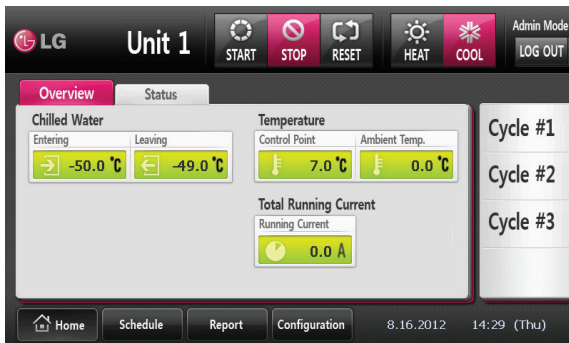 LG Unit 1 START STOP RESET HEAT COOL Admin Mode
LOG OUT
Overview Status
Chilled Water Temperature
Entering Leaving Control Point Ambient Temp.
-50.0 °C -49.0 °C 7.0 °C 0.0 °C
Total Running Current
Running Current
0.0 A
Cycle #1
Cycle #2
Cycle #3
Home Schedule Report Configuration 8.16.2012 14:29 (Thu)